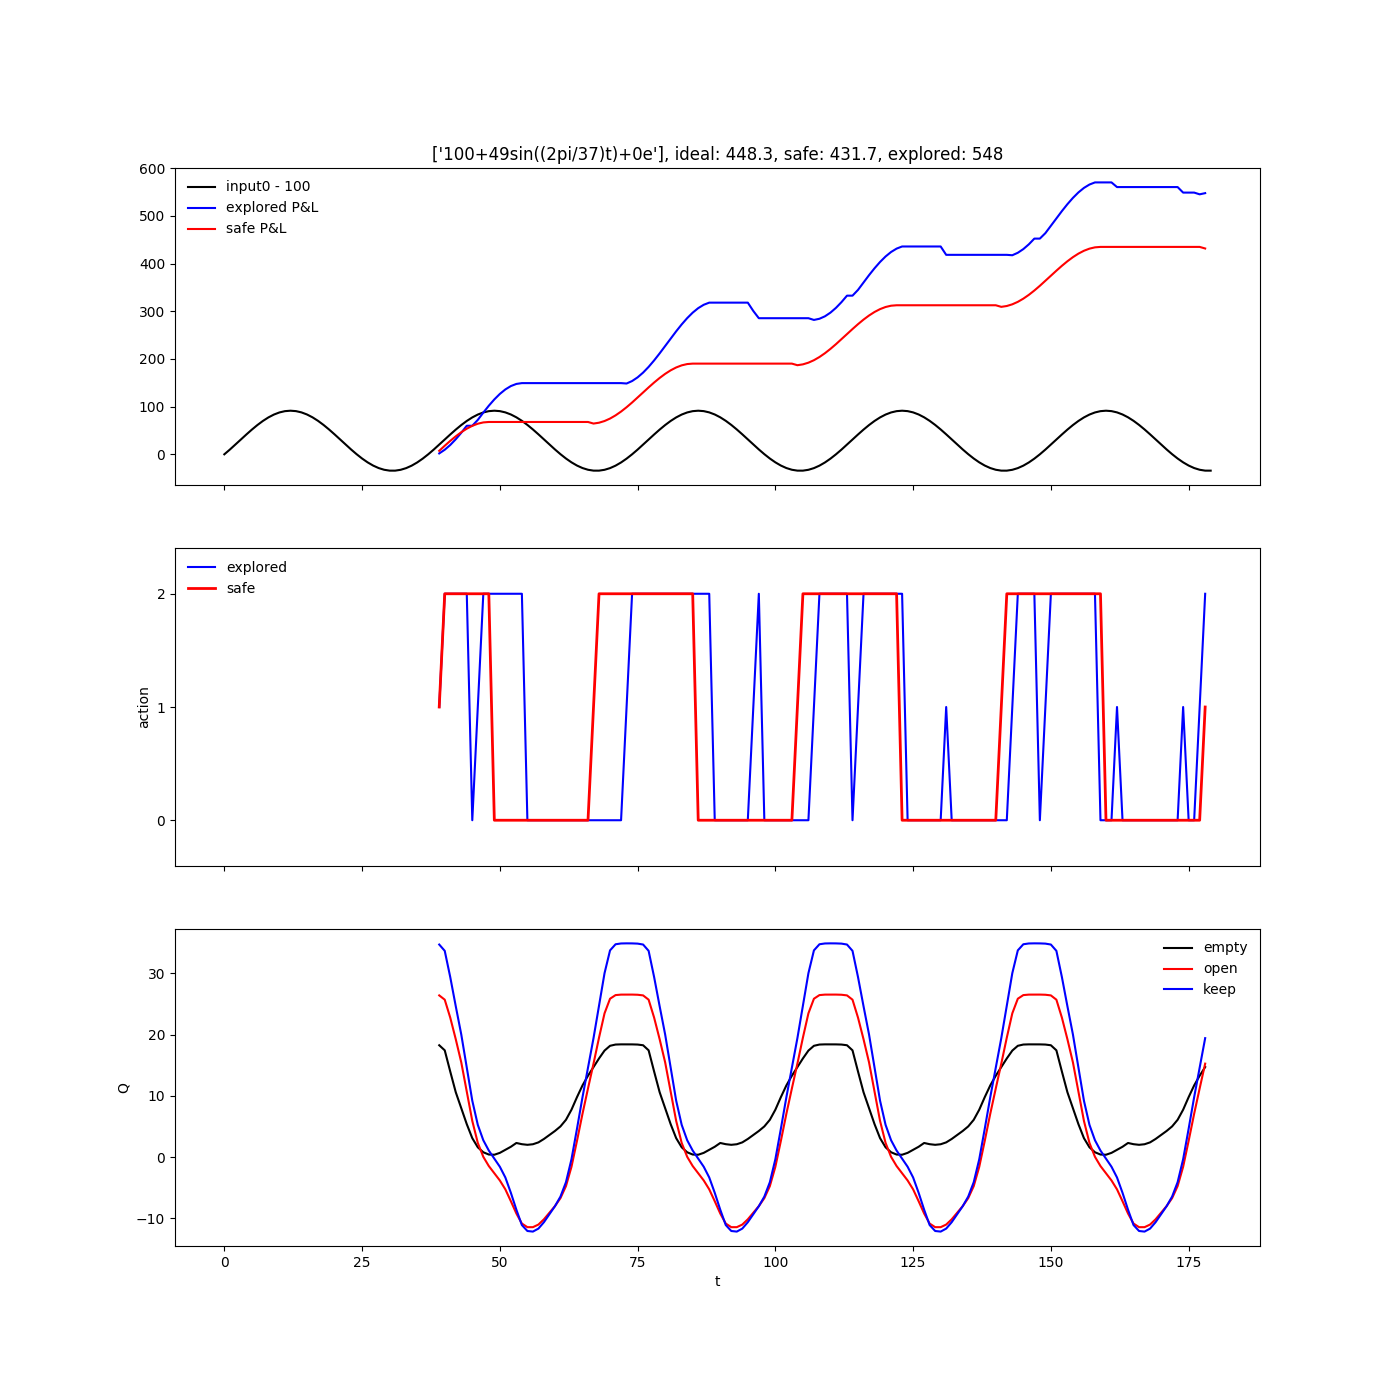 ['100+49sin((2pi/37)t)+0e'], ideal: 448.3, safe: 431.7, explored: 548
600
500
400
300
200
100
0
input0 - 100
explored P&L
safe P&L
action
2
1
0
explored
safe
Q
30
20
10
0
−10
empty
open
keep
0 25 50 75 100 125 150 175
t